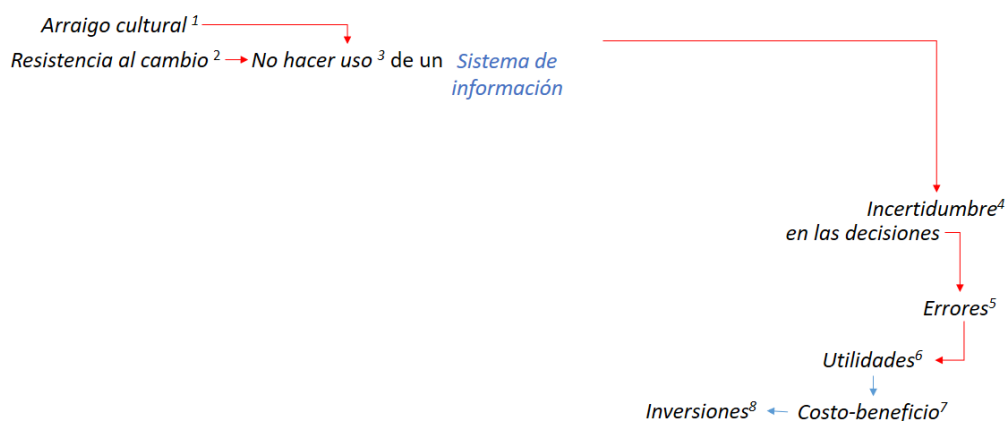 Arraigo cultural ¹
Resistencia al cambio ² No hacer uso ³ de un Sistema de
información
Incertidumbre⁴
en las decisiones
Errores⁵
Utilidades⁶
Inversiones⁸ Costo-beneficio⁷